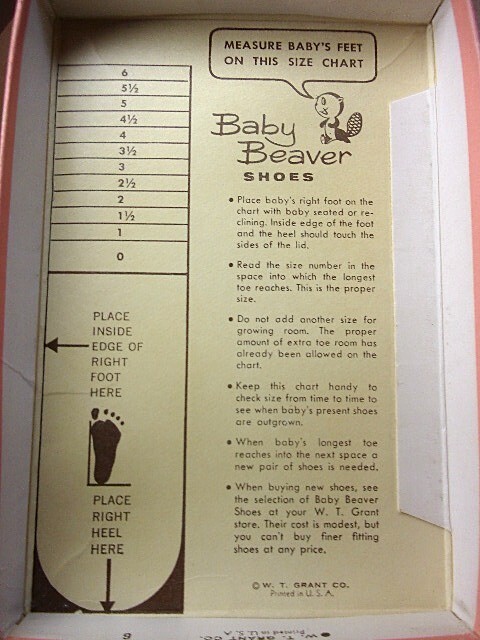 MEASURE BABY'S FEET
ON THIS SIZE CHART
Baby
Beaver
SHOES
6
5½
5
4½
4
3½
3
2½
2
1½
1
0
PLACE
INSIDE
EDGE OF
RIGHT
FOOT
HERE
PLACE
RIGHT
HEEL
HERE
• Place baby's right foot on the
chart with baby seated or re-
clining. Inside edge of the foot
and the heel should touch the
sides of the lid.
• Read the size number in the
space into which the longest
toe reaches. This is the proper
size.
• Do not add another size for
growing room. The proper
amount of extra toe room has
already been allowed on the
chart.
• Keep this chart handy to
check size from time to time to
see when baby's present shoes
are outgrown.
• When baby's longest toe
reaches into the next space a
new pair of shoes is needed.
• When buying new shoes, see
the selection of Baby Beaver
Shoes at your W. T. Grant
store. Their cost is modest, but
you can't buy finer fitting
shoes at any price.
© W. T. GRANT CO.
Printed in U. S. A.
W. T. GRANT CO.
Printed in U. S. A.
6